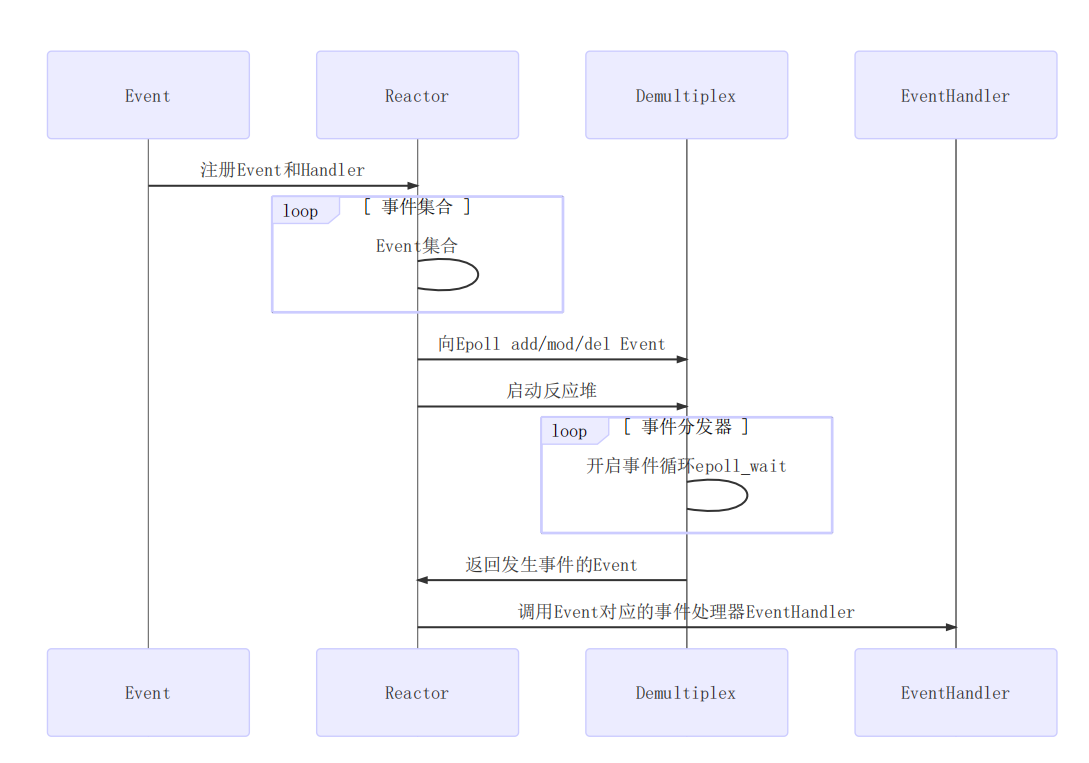 Event
Reactor
Demultiplex
EventHandler
注册Event和Handler
loop
[ 事件集合 ]
Event集合
向Epoll add/mod/del Event
启动反应堆
loop
[ 事件分发器 ]
开启事件循环epoll_wait
返回发生事件的Event
调用Event对应的事件处理器EventHandler
Event
Reactor
Demultiplex
EventHandler